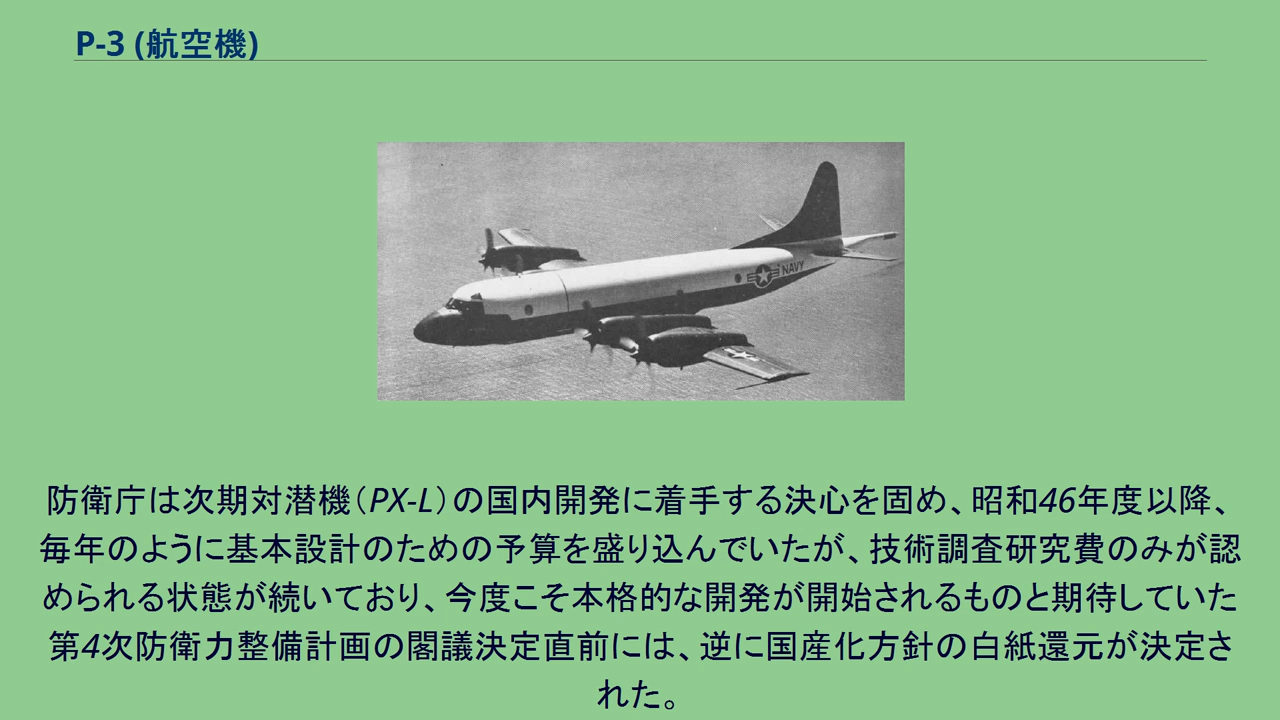 P-3 (航空機)
NAVY
防衛庁は次期対潜機（PX-L）の国内開発に着手する決心を固め、昭和46年度以降、
毎年のように基本設計のための予算を盛り込んでいたが、技術調査研究費のみが認
められる状態が続いており、今度こそ本格的な開発が開始されるものと期待していた
第4次防衛力整備計画の閣議決定直前には、逆に国産化方針の白紙還元が決定さ
れた。